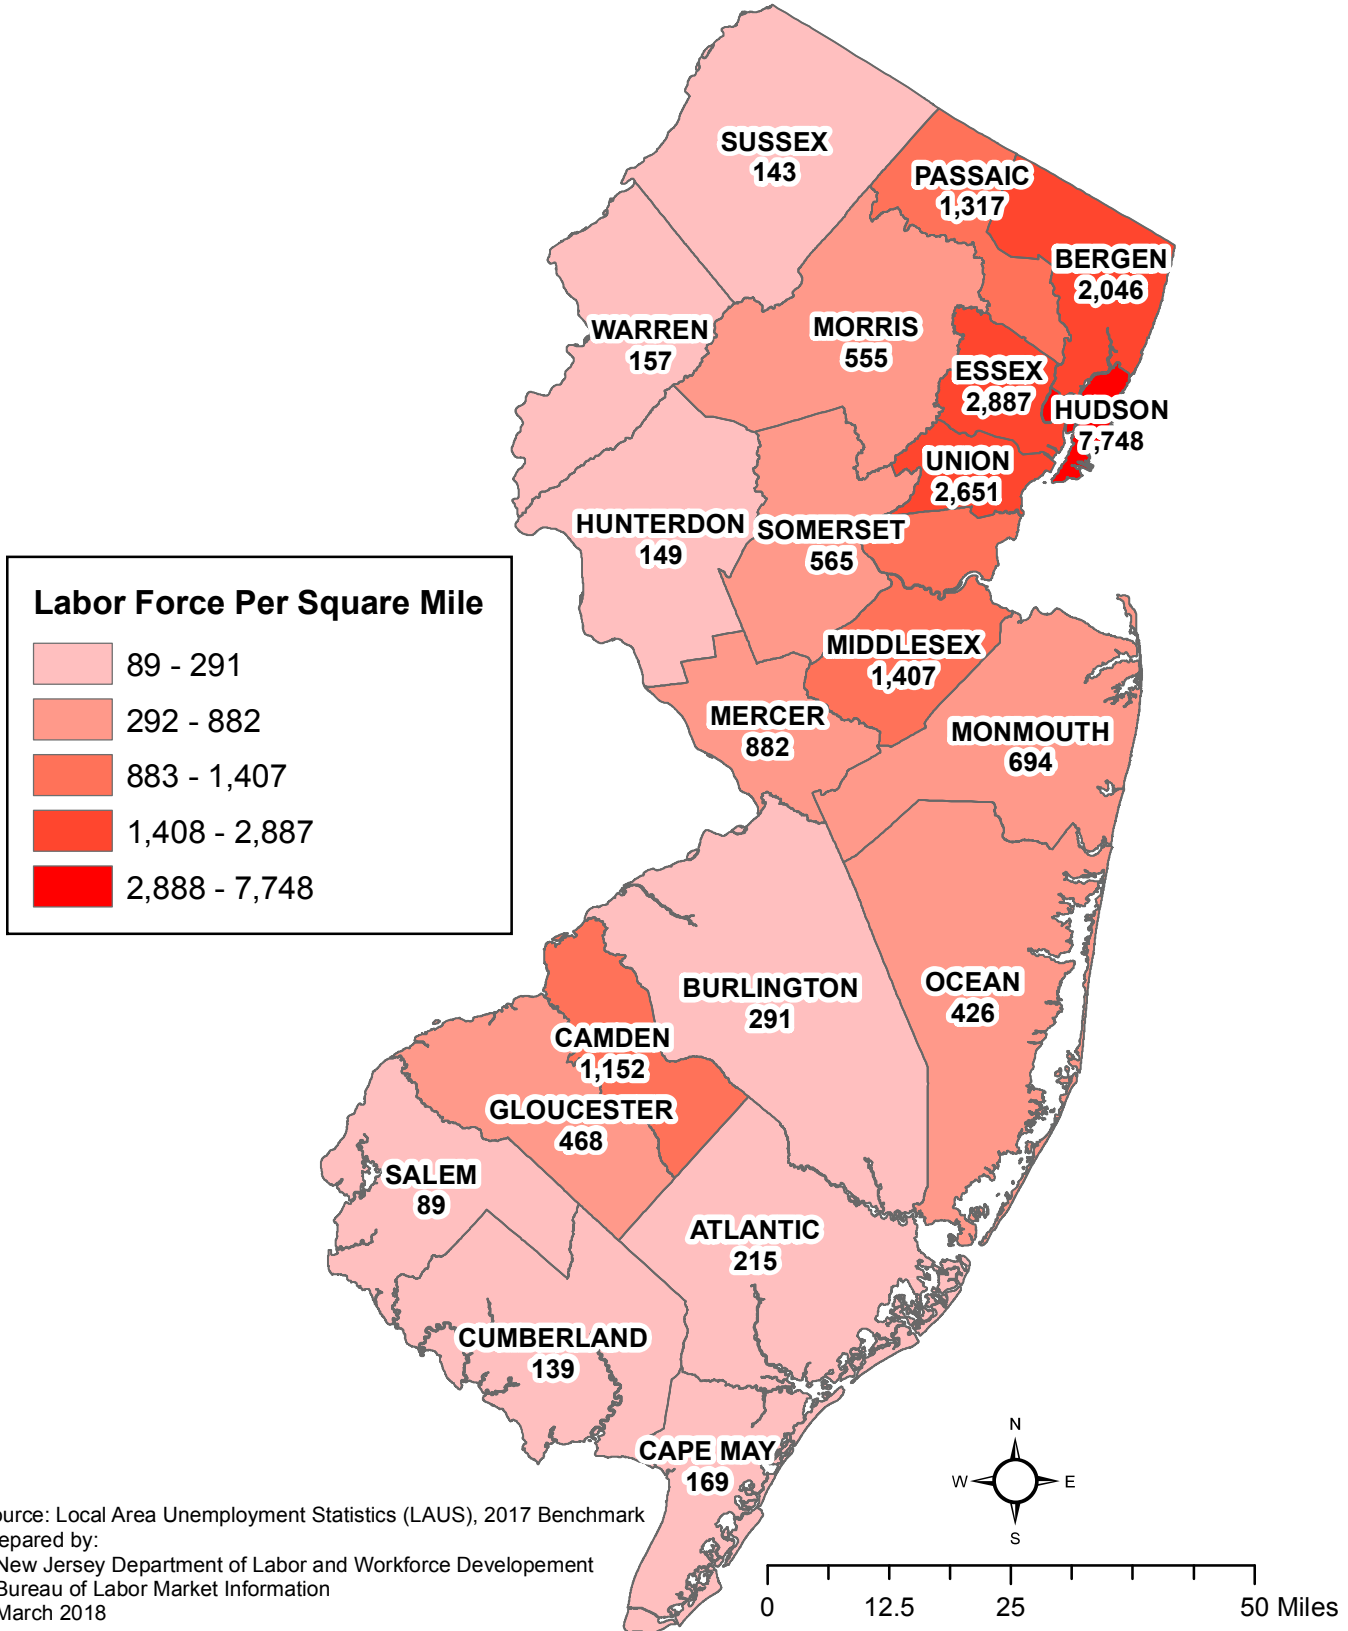 SUSSEX
143
PASSAIC
1,317
BERGEN
2,046
WARREN
157
MORRIS
555
ESSEX
2,887
HUDSON
7,748
UNION
2,651
HUNTERDON
149
SOMERSET
565
Labor Force Per Square Mile
89 - 291
292 - 882
883 - 1,407
1,408 - 2,887
2,888 - 7,748
MIDDLESEX
1,407
MERCER
882
MONMOUTH
694
BURLINGTON
291
OCEAN
426
CAMDEN
1,152
GLOUCESTER
468
SALEM
89
ATLANTIC
215
CUMBERLAND
139
CAPE MAY
169
N
W
E
S
ource: Local Area Unemployment Statistics (LAUS), 2017 Benchmark
epared by:
New Jersey Department of Labor and Workforce Developement
Bureau of Labor Market Information
March 2018
0 12.5 25 50 Miles